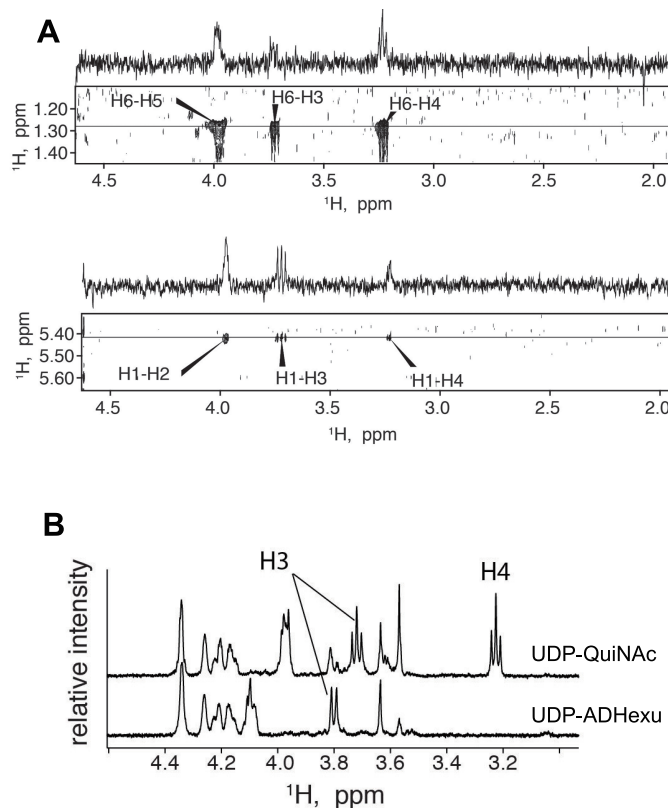 A
H6-H5
H6-H3
H6-H4
1.20
1.30
1.40
¹H, ppm
4.5 4.0 3.5 3.0 2.5 2.0
¹H, ppm
5.40
5.50
5.60
¹H, ppm
H1-H2
H1-H3
H1-H4
4.5 4.0 3.5 3.0 2.5 2.0
¹H, ppm
B
H3
H4
relative intensity
UDP-QuiNAc
UDP-ADHexu
4.4 4.2 4.0 3.8 3.6 3.4 3.2
¹H, ppm